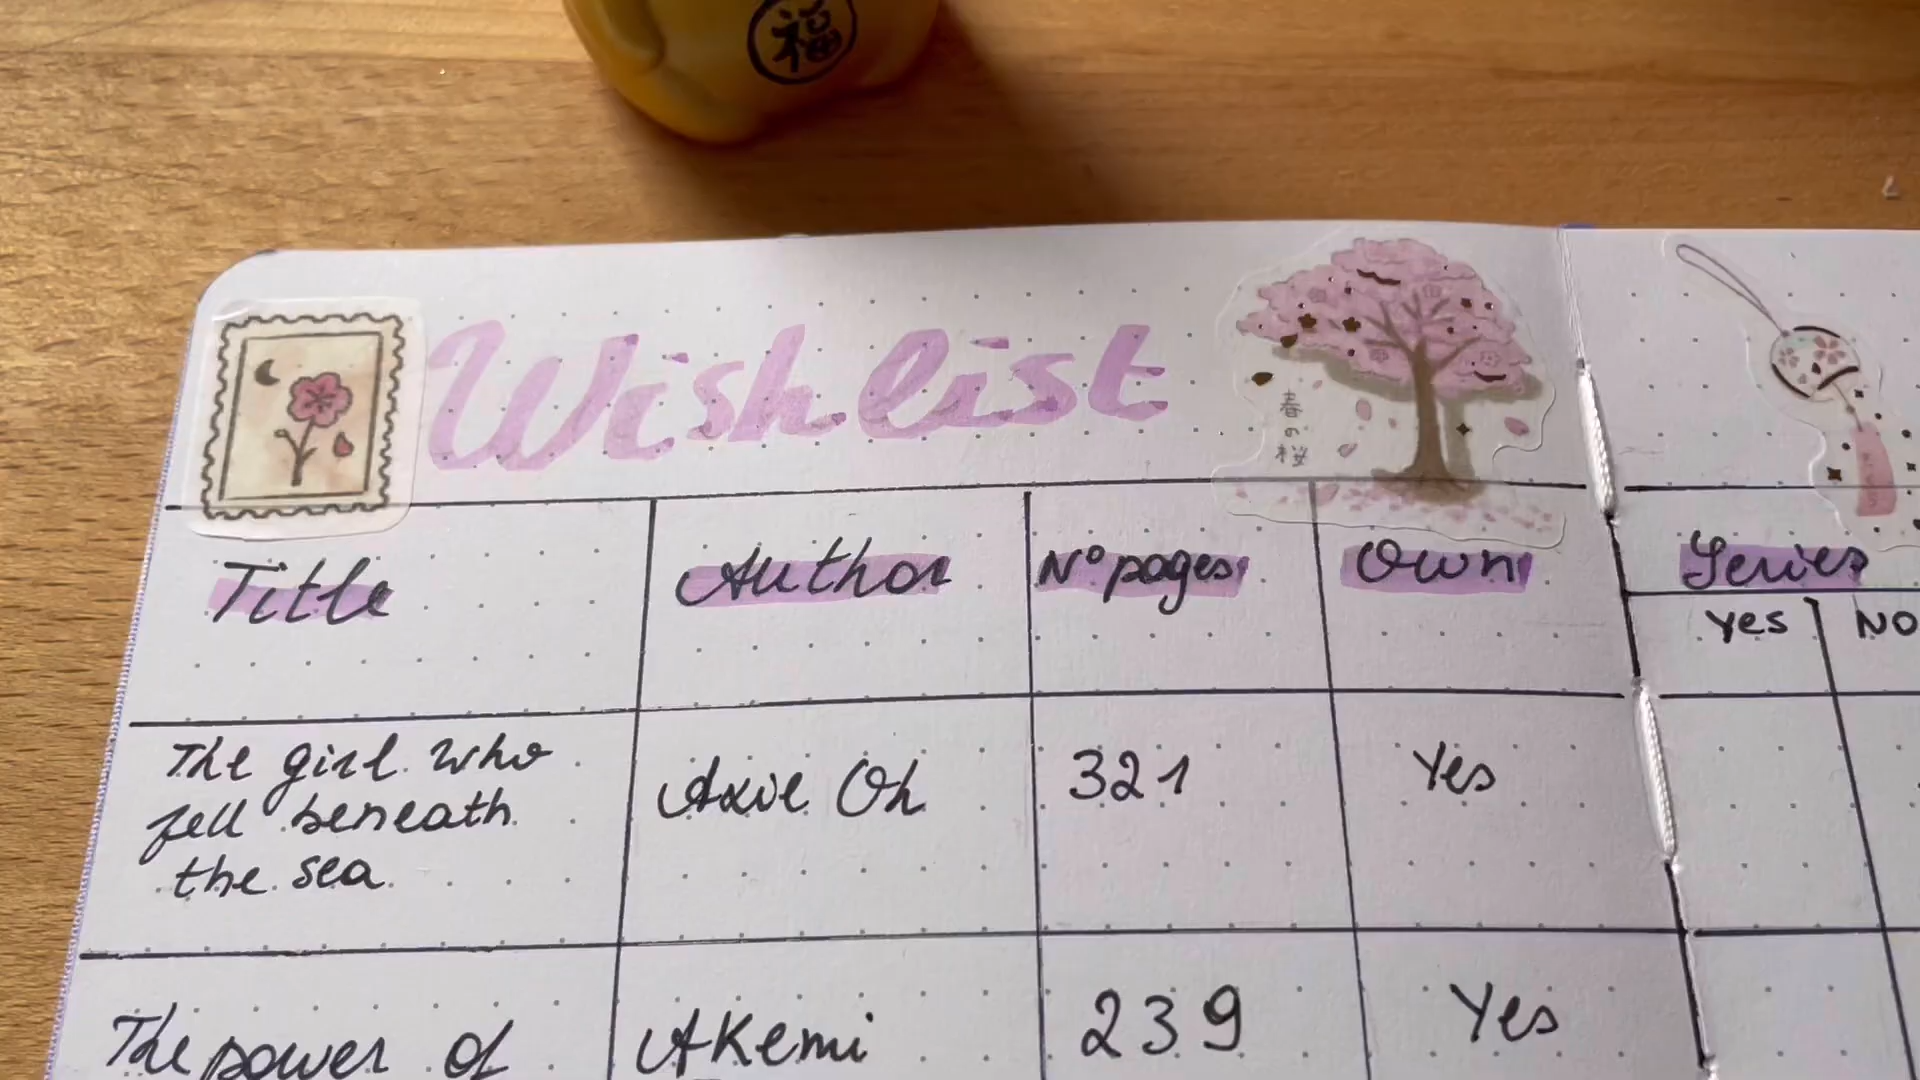 福
Wishlist
春の桜
Title Author Nº pages Own Series
Yes NO
The girl who
fell beneath
the sea
Axie Oh 321 Yes
The power of Akemi 239 Yes